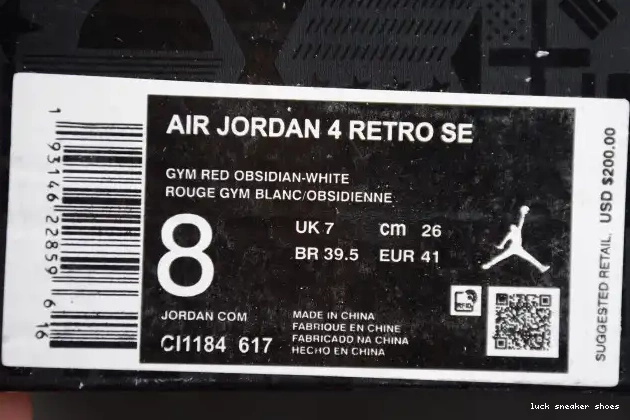 AIR JORDAN 4 RETRO SE
GYM RED OBSIDIAN-WHITE
ROUGE GYM BLANC/OBSIDIENNE
8
UK 7 cm 26
BR 39.5 EUR 41
JORDAN COM
CI1184 617
MADE IN CHINA
FABRIQUE EN CHINE
FABRICADO NA CHINA
HECHO EN CHINA
RFID
1 93146 22859 6 16
SUGGESTED RETAIL. USD $200.00
luck sneaker shoes